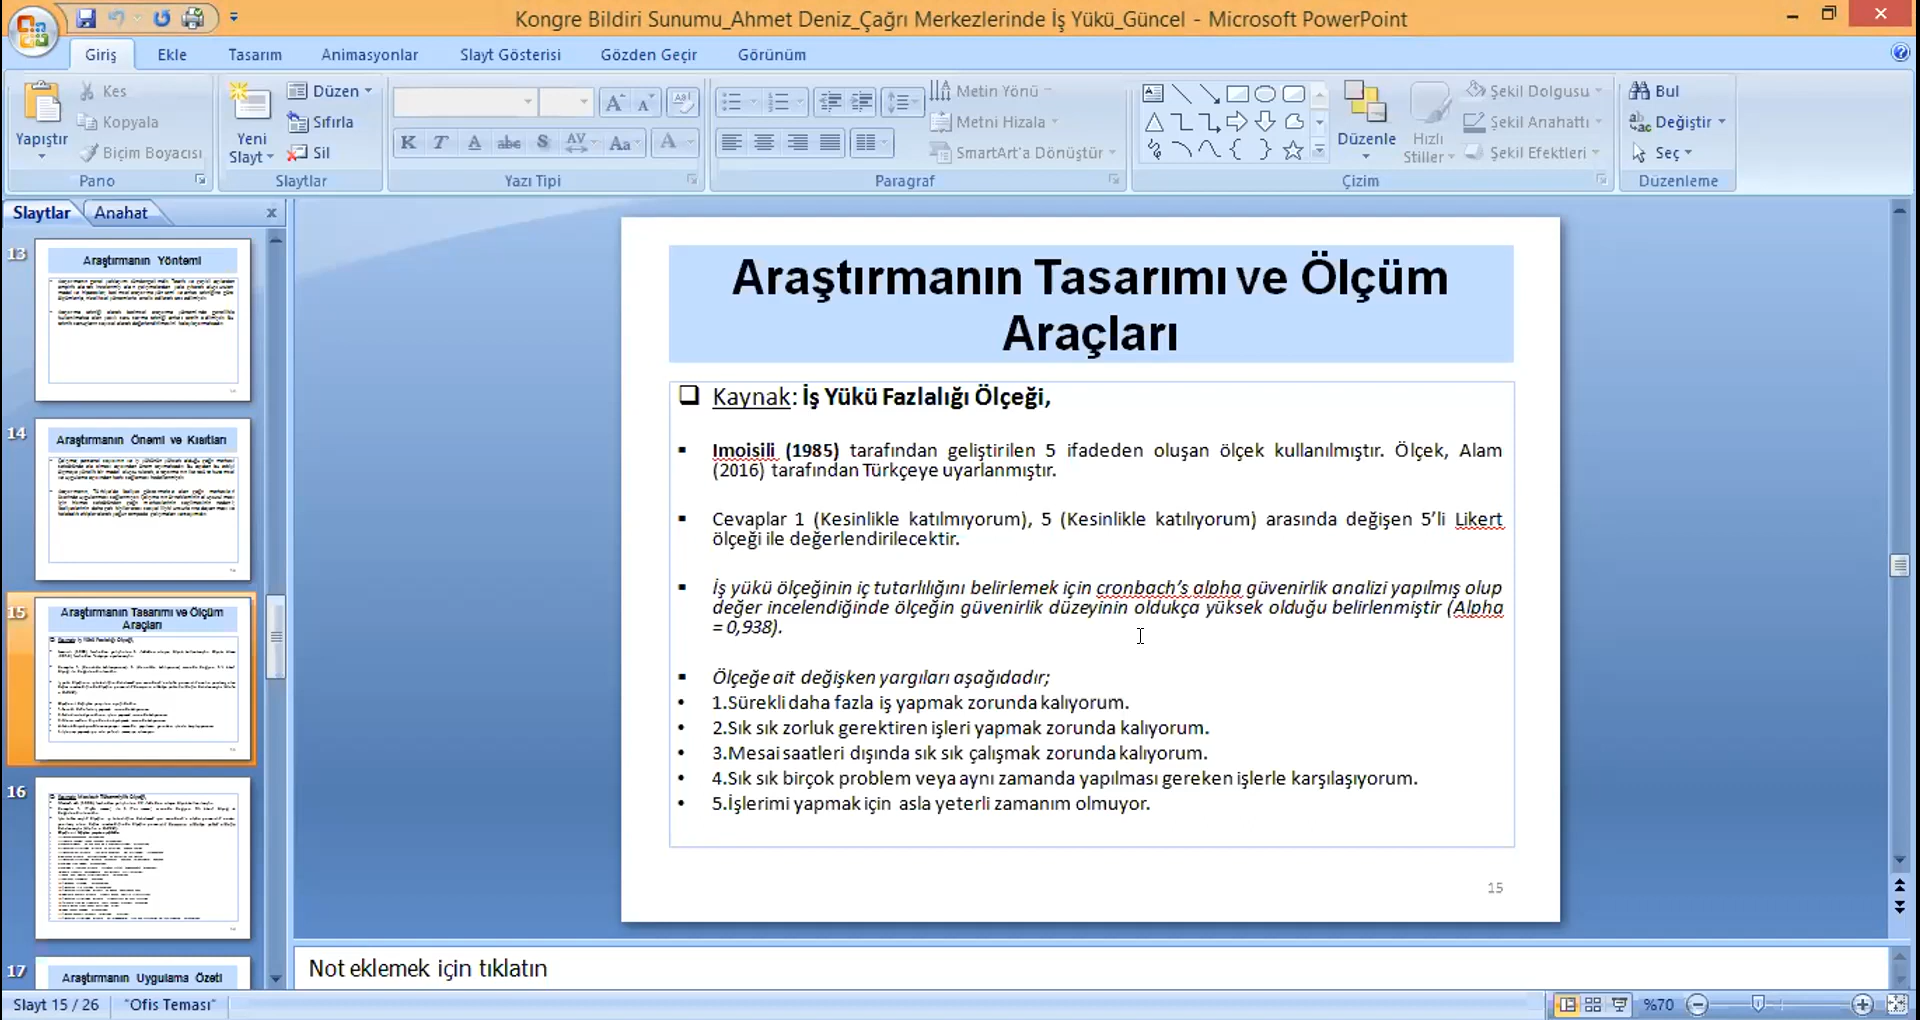 Kongre Bildiri Sunumu_Ahmet Deniz_Çağrı Merkezlerinde İş Yükü_Güncel - Microsoft PowerPoint
Giriş Ekle Tasarım Animasyonlar Slayt Gösterisi Gözden Geçir Görünüm
Yapıştır
Kes
Kopyala
Biçim Boyacısı
Pano
Yeni
Slayt
Düzen
Sıfırla
Sil
Slaytlar
K T A abc S AV Aa A
Yazı Tipi
Metin Yönü
Metni Hizala
SmartArt'a Dönüştür
Paragraf
Düzenle
Hızlı
Stiller
Şekil Dolgusu
Şekil Anahattı
Şekil Efektleri
Çizim
Bul
Değiştir
Seç
Düzenleme
Slaytlar Anahat
13
Araştırmanın Yöntemi
14
Araştırmanın Önemi ve Kısıtları
15
Araştırmanın Tasarımı ve Ölçüm
Araçları
16
17
Araştırmanın Uygulama Özeti
Araştırmanın Tasarımı ve Ölçüm
Araçları
Kaynak: İş Yükü Fazlalığı Ölçeği,
Imoisili (1985) tarafından geliştirilen 5 ifadeden oluşan ölçek kullanılmıştır. Ölçek, Alam
(2016) tarafından Türkçeye uyarlanmıştır.
Cevaplar 1 (Kesinlikle katılmıyorum), 5 (Kesinlikle katılıyorum) arasında değişen 5’li Likert
ölçeği ile değerlendirilecektir.
İş yükü ölçeğinin iç tutarlılığını belirlemek için cronbach’s alpha güvenirlik analizi yapılmış olup
değer incelendiğinde ölçeğin güvenirlik düzeyinin oldukça yüksek olduğu belirlenmiştir (Alpha
= 0,938).
Ölçeğe ait değişken yargıları aşağıdadır;
1.Sürekli daha fazla iş yapmak zorunda kalıyorum.
2.Sık sık zorluk gerektiren işleri yapmak zorunda kalıyorum.
3.Mesai saatleri dışında sık sık çalışmak zorunda kalıyorum.
4.Sık sık birçok problem veya aynı zamanda yapılması gereken işlerle karşılaşıyorum.
5.İşlerimi yapmak için asla yeterli zamanım olmuyor.
15
Not eklemek için tıklatın
Slayt 15 / 26 "Ofis Teması" %70